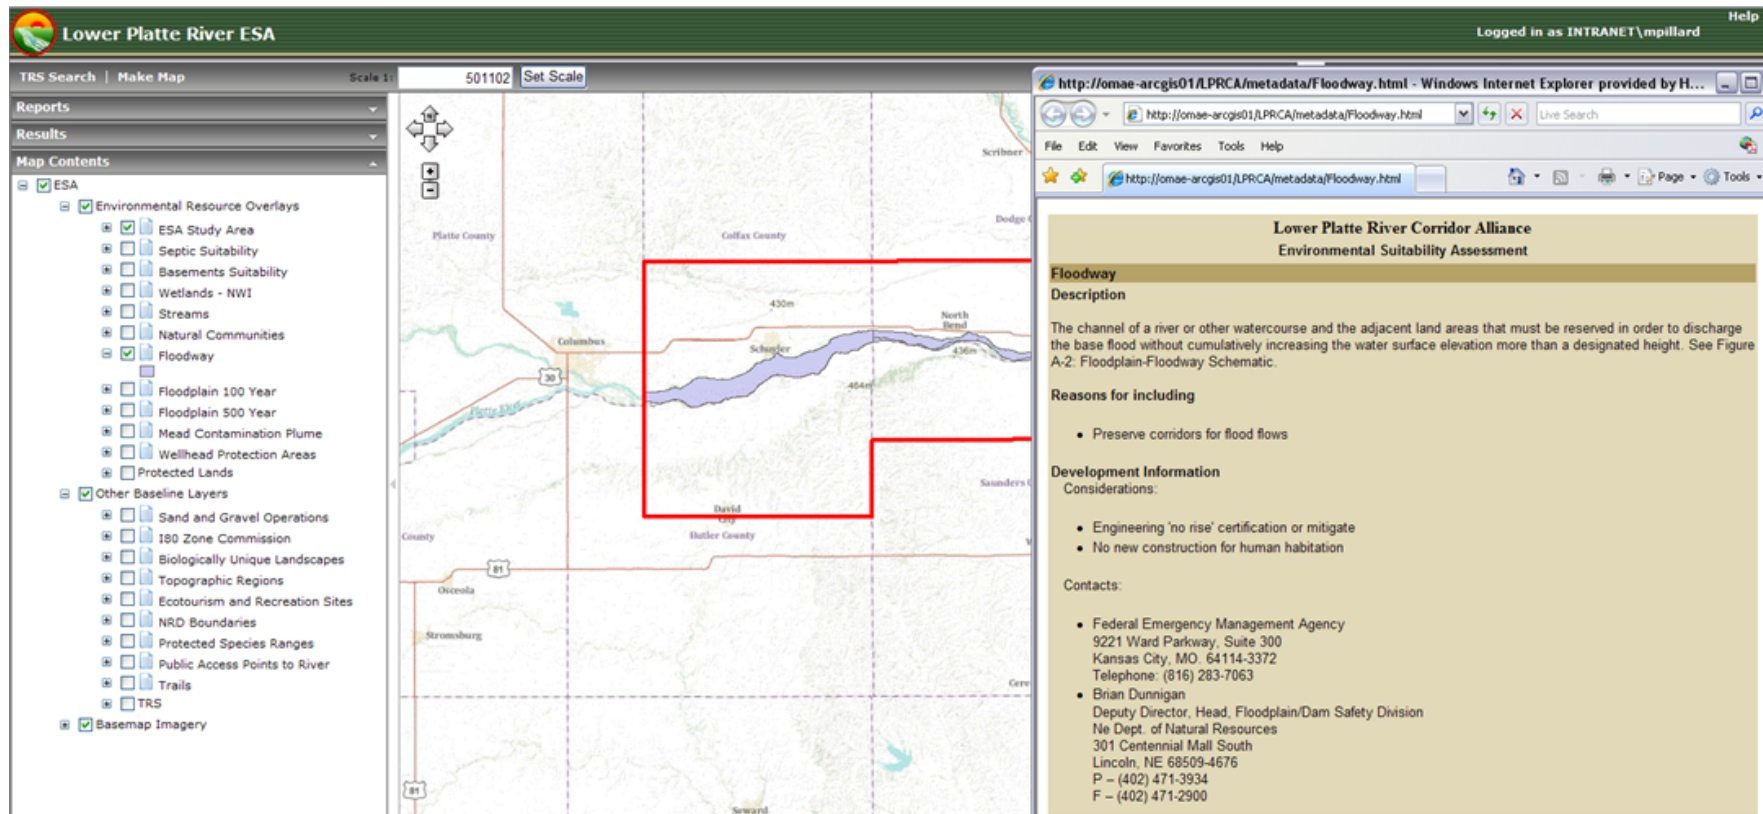 Lower Platte River ESA
Help
Logged in as INTRANET\mpillard
TRS Search | Make Map
Scale 1:
501102
Set Scale
Reports
Results
Map Contents
ESA
Environmental Resource Overlays
ESA Study Area
Septic Suitability
Basements Suitability
Wetlands - NWI
Streams
Natural Communities
Floodway
Floodplain 100 Year
Floodplain 500 Year
Mead Contamination Plume
Wellhead Protection Areas
Protected Lands
Other Baseline Layers
Sand and Gravel Operations
I80 Zone Commission
Biologically Unique Landscapes
Topographic Regions
Ecotourism and Recreation Sites
NRD Boundaries
Protected Species Ranges
Public Access Points to River
Trails
TRS
Basemap Imagery
Scribner
Dodge
Platte County
Colfax County
430m
North
Bend
Columbus
Schuyler
436m
30
464m
Platte River
Saunders
David
City
County
Butler County
81
Osceola
Stromsburg
Cere
81
Seward
http://omae-arcgis01/LPRCA/metadata/Floodway.html - Windows Internet Explorer provided by H...
http://omae-arcgis01/LPRCA/metadata/Floodway.html
Live Search
File Edit View Favorites Tools Help
http://omae-arcgis01/LPRCA/metadata/Floodway.html
Page
Tools
Lower Platte River Corridor Alliance
Environmental Suitability Assessment
Floodway
Description
The channel of a river or other watercourse and the adjacent land areas that must be reserved in order to discharge
the base flood without cumulatively increasing the water surface elevation more than a designated height. See Figure
A-2: Floodplain-Floodway Schematic.
Reasons for including
• Preserve corridors for flood flows
Development Information
Considerations:
• Engineering 'no rise' certification or mitigate
• No new construction for human habitation
Contacts:
• Federal Emergency Management Agency
9221 Ward Parkway, Suite 300
Kansas City, MO. 64114-3372
Telephone: (816) 283-7063
• Brian Dunnigan
Deputy Director, Head, Floodplain/Dam Safety Division
Ne Dept. of Natural Resources
301 Centennial Mall South
Lincoln, NE 68509-4676
P – (402) 471-3934
F – (402) 471-2900